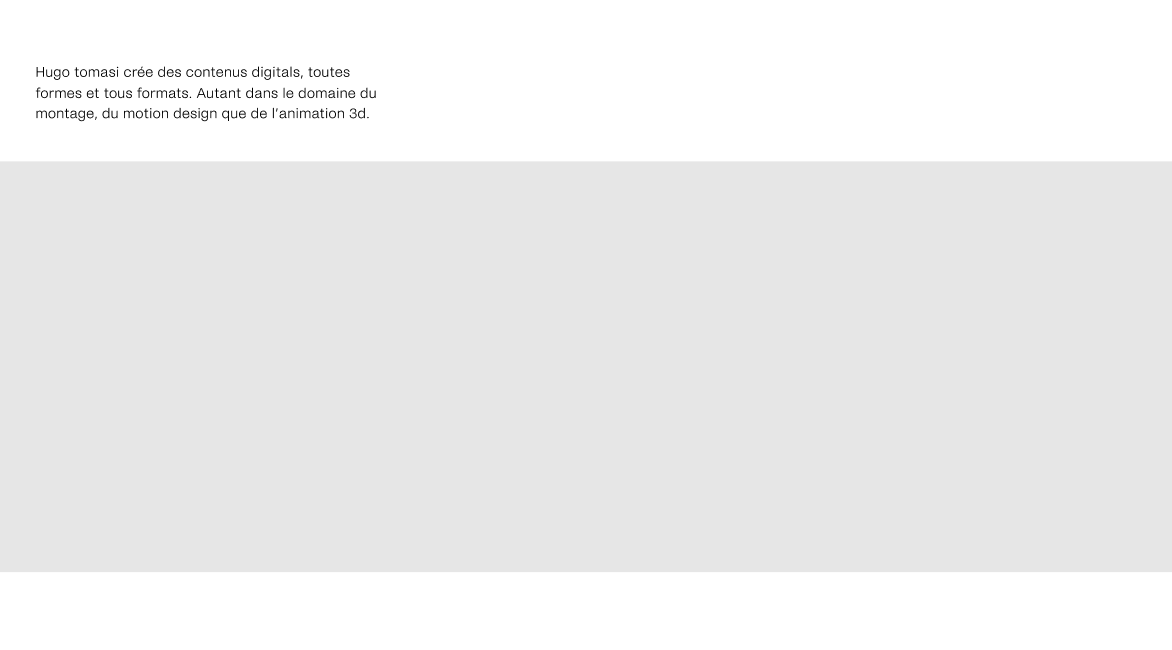 Hugo tomasi crée des contenus digitals, toutes
formes et tous formats. Autant dans le domaine du
montage, du motion design que de l’animation 3d.